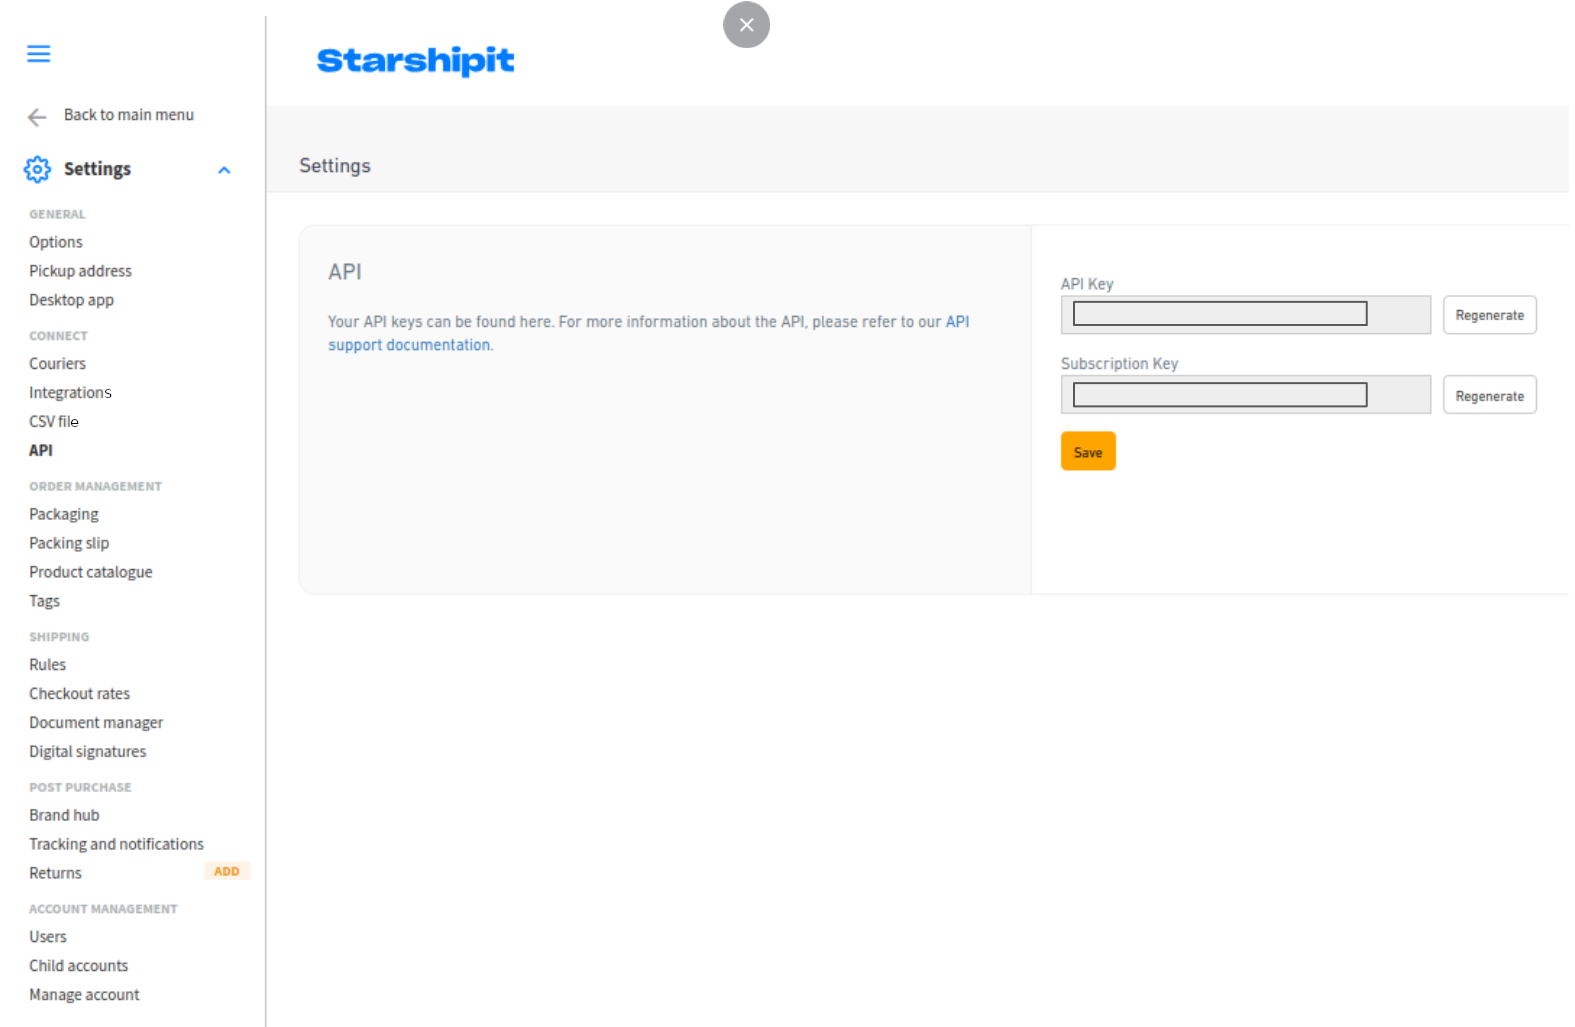 Starshipit
Back to main menu
Settings
GENERAL
Options
Pickup address
Desktop app
CONNECT
Couriers
Integrations
CSV file
API
ORDER MANAGEMENT
Packaging
Packing slip
Product catalogue
Tags
SHIPPING
Rules
Checkout rates
Document manager
Digital signatures
POST PURCHASE
Brand hub
Tracking and notifications
Returns ADD
ACCOUNT MANAGEMENT
Users
Child accounts
Manage account
Settings
API
Your API keys can be found here. For more information about the API, please refer to our API
support documentation.
API Key
Regenerate
Subscription Key
Regenerate
Save